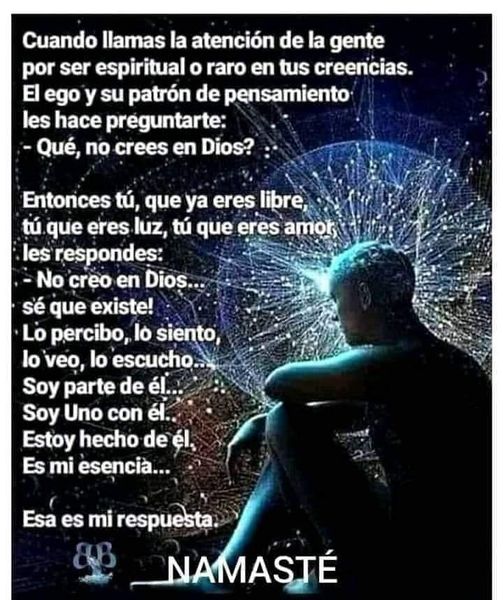 Cuando llamas la atención de la gente
por ser espiritual o raro en tus creencias.
El ego y su patrón de pensamiento
les hace preguntarte:
- Qué, no crees en Dios?
Entonces tú, que ya eres libre,
tú que eres luz, tú que eres amor,
les respondes:
- No creo en Dios...
sé que existe!
Lo percibo, lo siento,
lo veo, lo escucho...
Soy parte de él...
Soy Uno con él..
Estoy hecho de él.
Es mi esencia...
Esa es mi respuesta.
NAMASTÉ